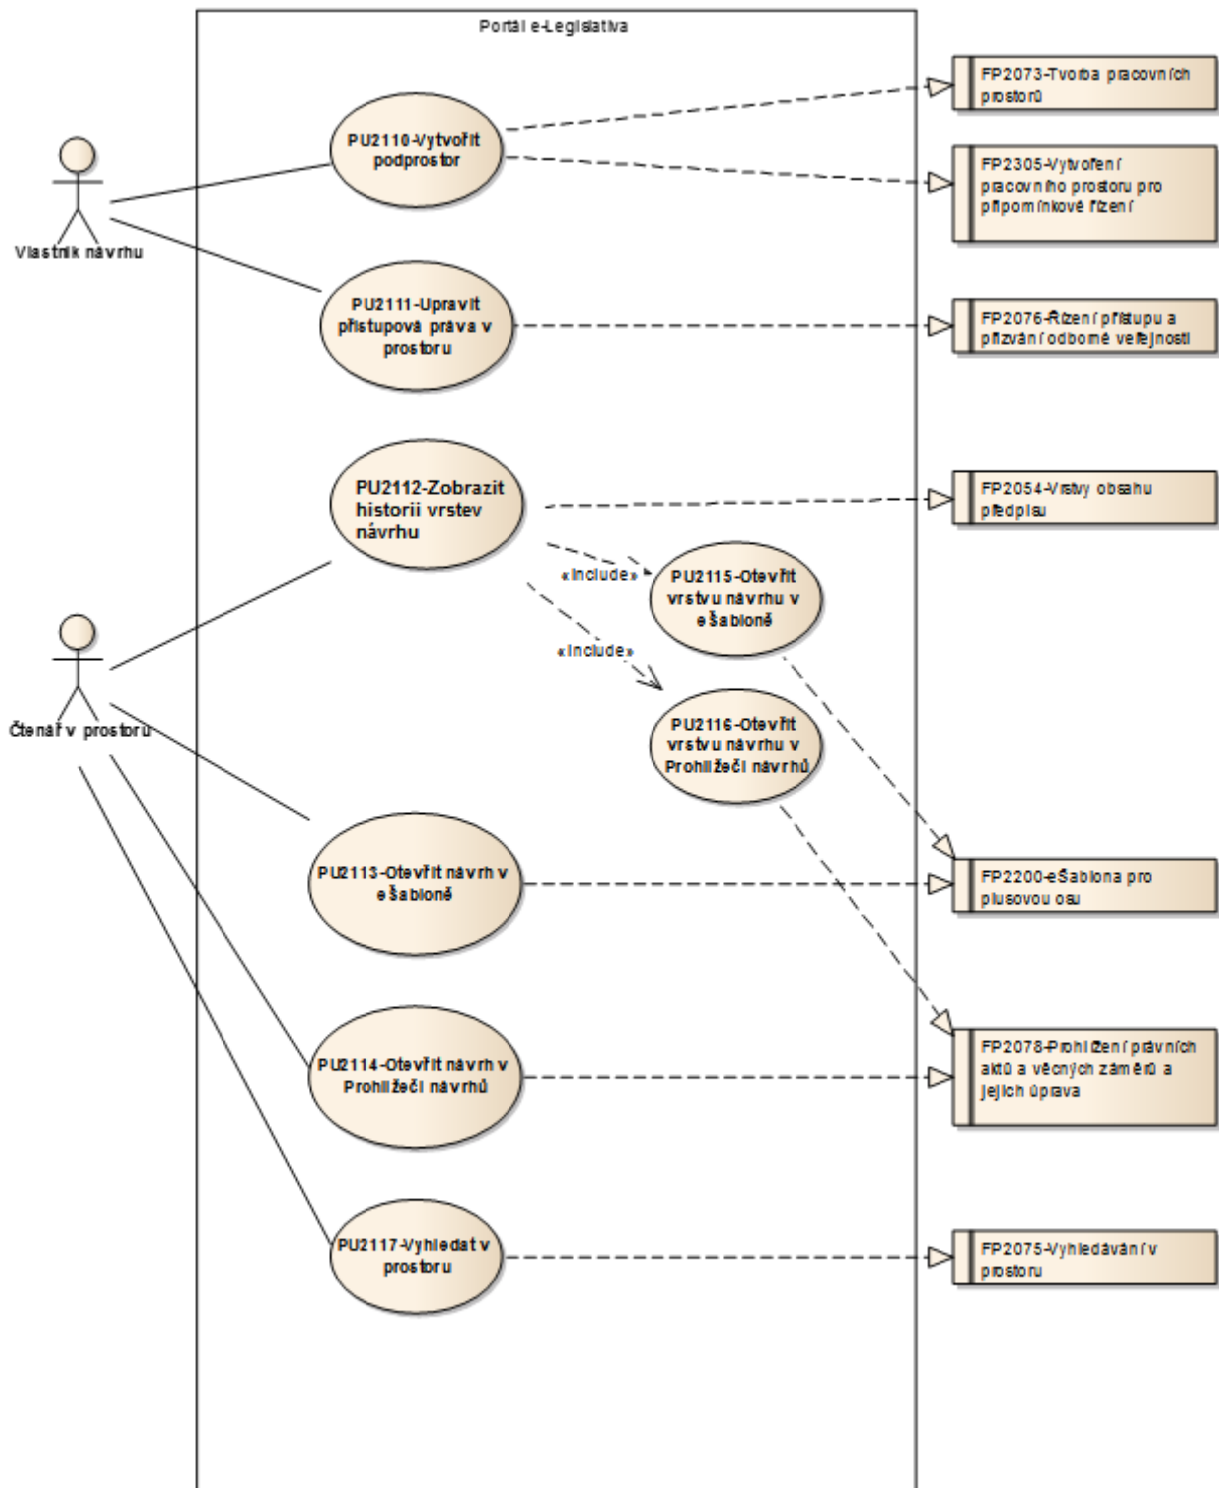 Portál e-Legislativa
FP2073-Tvorba pracovních
prostorů
PU2110-Vytvořit
podprostor
FP2305-Vytvoření
pracovního prostoru pro
připomínkové řízení
Vlastník návrhu
PU2111-Upravit
přístupová práva v
prostoru
FP2076-Řízení přístupu a
přizvání odborné veřejnosti
PU2112-Zobrazit
historii vrstev
návrhu
FP2054-Vrstvy obsahu
předpisu
«include»
PU2115-Otevřít
vrstvu návrhu v
eŠabloně
«include»
PU2116-Otevřít
vrstvu návrhu v
Prohlížeči návrhů
Čtenář v prostoru
PU2113-Otevřít návrh v
eŠabloně
FP2200-eŠablona pro
plusovou osu
PU2114-Otevřít návrh v
Prohlížeči návrhů
FP2078-Prohlížení právních
aktů a věcných záměrů a
jejich úprava
PU2117-Vyhledat v
prostoru
FP2075-Vyhledávání v
prostoru